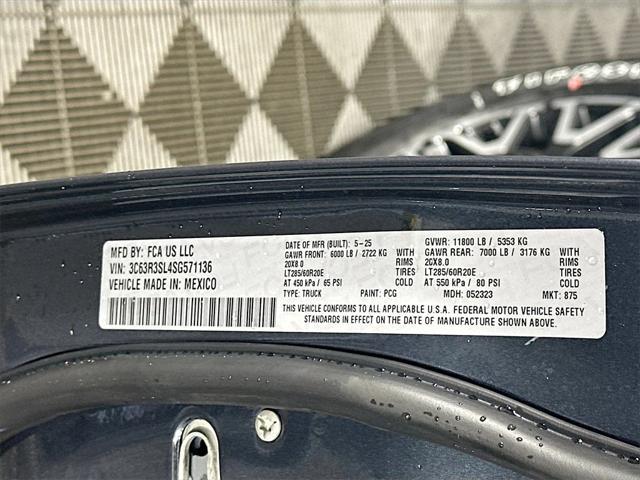 MFD BY: FCA US LLC
VIN: 3C63R3SL4SG571136
VEHICLE MADE IN: MEXICO
DATE OF MFR (BUILT): 5-25 GVWR: 11800 LB / 5353 KG
GAWR FRONT: 6000 LB / 2722 KG WITH GAWR REAR: 7000 LB / 3176 KG WITH
20X8.0 RIMS 20X8.0 RIMS
LT285/60R20E TIRES LT285/60R20E TIRES
AT 450 kPa / 65 PSI COLD AT 550 kPa / 80 PSI COLD
TYPE: TRUCK PAINT: PCG MDH: 052323 MKT: 875
THIS VEHICLE CONFORMS TO ALL APPLICABLE U.S.A. FEDERAL MOTOR VEHICLE SAFETY
STANDARDS IN EFFECT ON THE DATE OF MANUFACTURE SHOWN ABOVE.